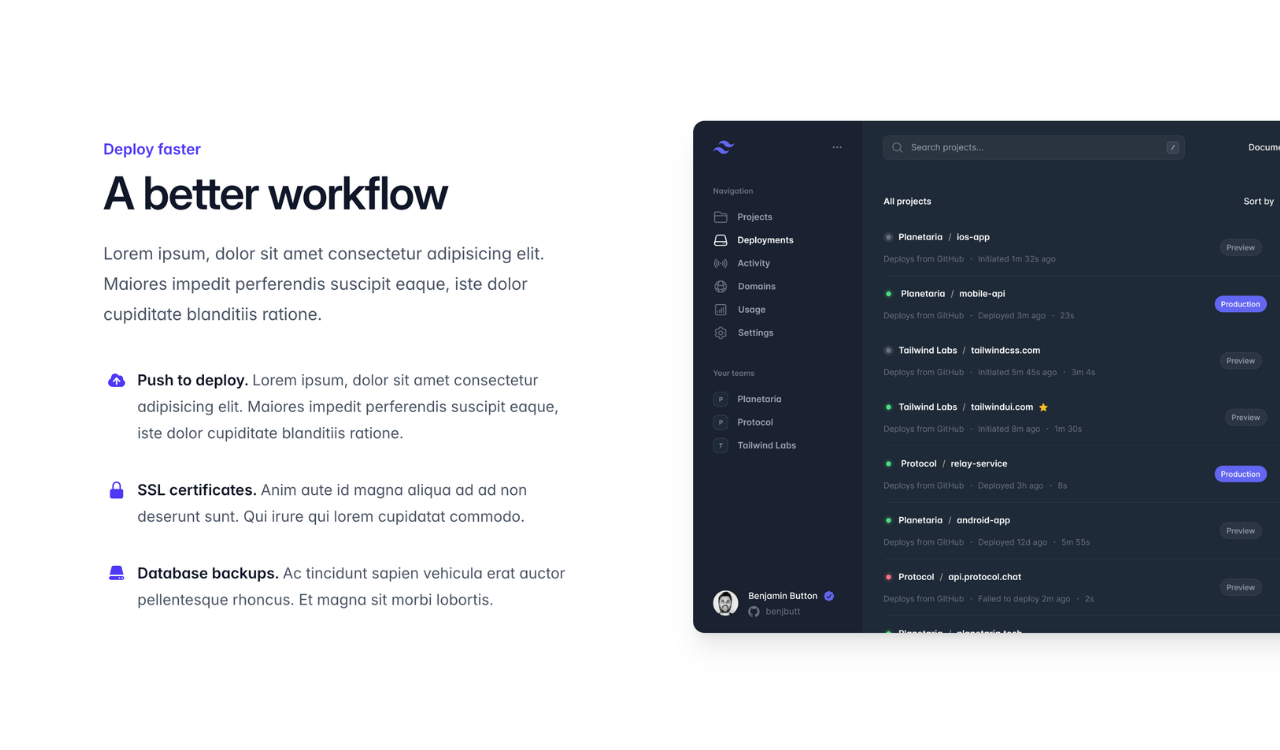 Deploy faster
A better workflow
Lorem ipsum, dolor sit amet consectetur adipisicing elit.
Maiores impedit perferendis suscipit eaque, iste dolor
cupiditate blanditiis ratione.
Push to deploy. Lorem ipsum, dolor sit amet consectetur
adipisicing elit. Maiores impedit perferendis suscipit eaque,
iste dolor cupiditate blanditiis ratione.
SSL certificates. Anim aute id magna aliqua ad ad non
deserunt sunt. Qui irure qui lorem cupidatat commodo.
Database backups. Ac tincidunt sapien vehicula erat auctor
pellentesque rhoncus. Et magna sit morbi lobortis.
Navigation
Projects
Deployments
Activity
Domains
Usage
Settings
Your teams
P Planetaria
P Protocol
T Tailwind Labs
Benjamin Button
benjbutt
Search projects... /
Docume
All projects
Sort by
Planetaria / ios-app
Deploys from GitHub · Initiated 1m 32s ago
Preview
Planetaria / mobile-api
Deploys from GitHub · Deployed 3m ago · 23s
Production
Tailwind Labs / tailwindcss.com
Deploys from GitHub · Initiated 5m 45s ago · 3m 4s
Preview
Tailwind Labs / tailwindui.com
Deploys from GitHub · Initiated 8m ago · 1m 30s
Preview
Protocol / relay-service
Deploys from GitHub · Deployed 3h ago · 8s
Production
Planetaria / android-app
Deploys from GitHub · Deployed 12d ago · 5m 55s
Preview
Protocol / api.protocol.chat
Deploys from GitHub · Failed to deploy 2m ago · 2s
Preview
Planetaria / planetaria.tech